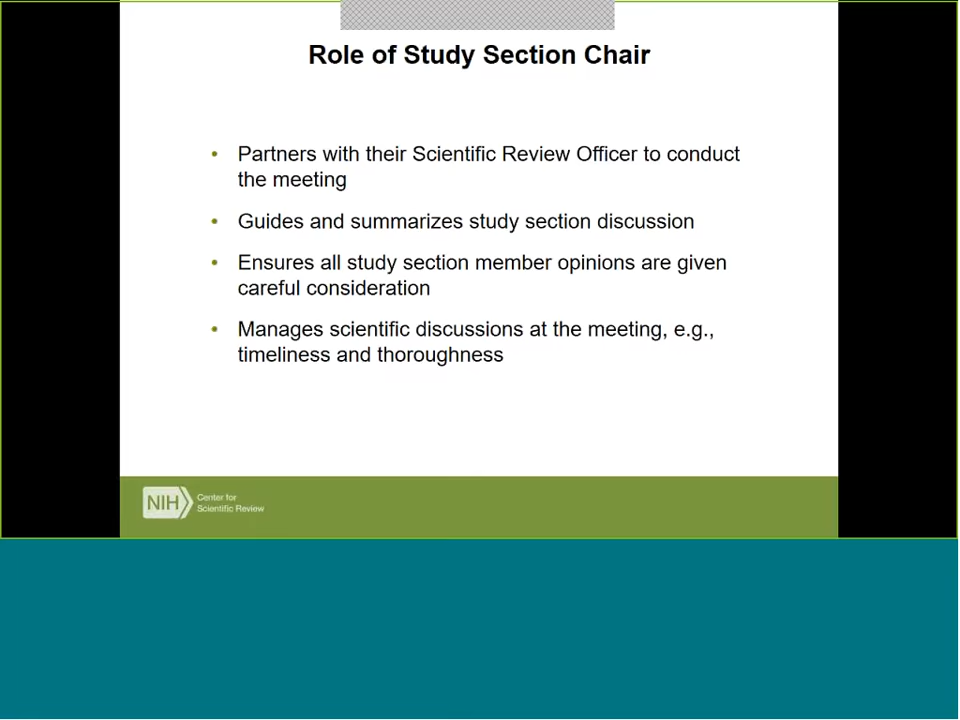 Role of Study Section Chair
• Partners with their Scientific Review Officer to conduct
the meeting
• Guides and summarizes study section discussion
• Ensures all study section member opinions are given
careful consideration
• Manages scientific discussions at the meeting, e.g.,
timeliness and thoroughness
NIH
Center for
Scientific Review